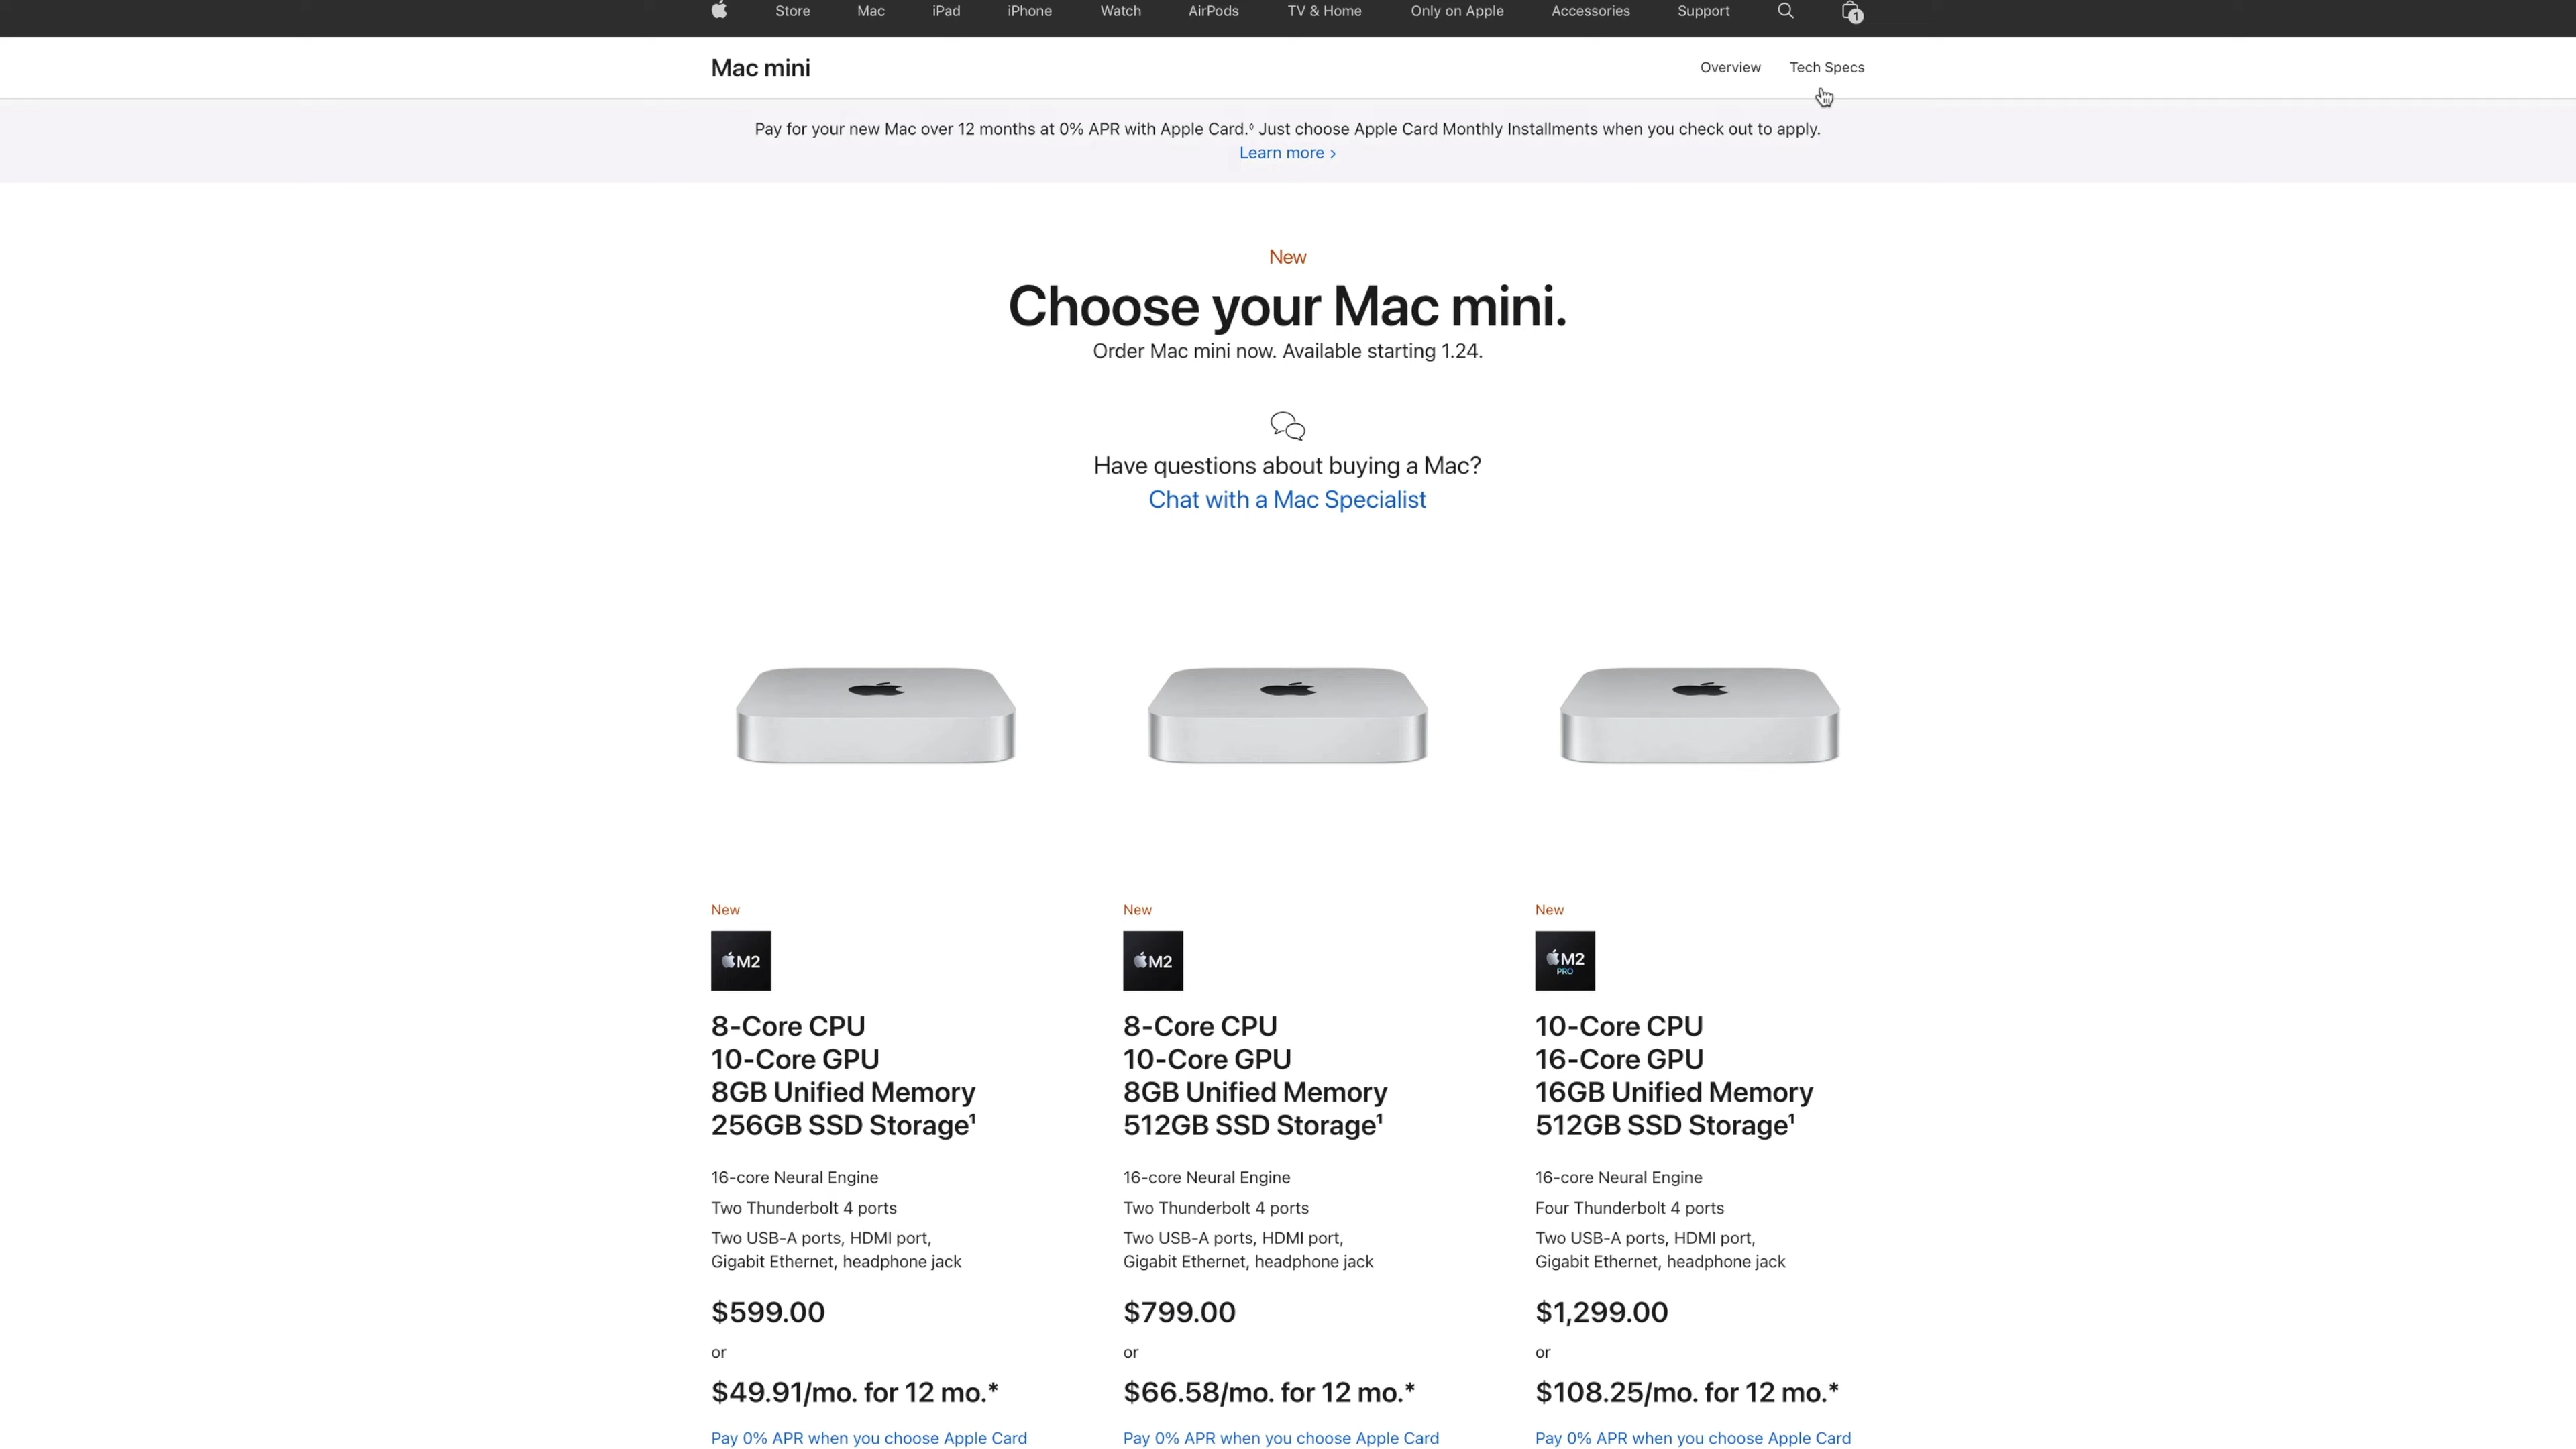 Store Mac iPad iPhone Watch AirPods TV & Home Only on Apple Accessories Support 1
Mac mini Overview Tech Specs
Pay for your new Mac over 12 months at 0% APR with Apple Card.◊ Just choose Apple Card Monthly Installments when you check out to apply.
Learn more >
New
Choose your Mac mini.
Order Mac mini now. Available starting 1.24.
Have questions about buying a Mac?
Chat with a Mac Specialist
New
M2
8-Core CPU
10-Core GPU
8GB Unified Memory
256GB SSD Storage¹
16-core Neural Engine
Two Thunderbolt 4 ports
Two USB-A ports, HDMI port,
Gigabit Ethernet, headphone jack
$599.00
or
$49.91/mo. for 12 mo.*
Pay 0% APR when you choose Apple Card
New
M2
8-Core CPU
10-Core GPU
8GB Unified Memory
512GB SSD Storage¹
16-core Neural Engine
Two Thunderbolt 4 ports
Two USB-A ports, HDMI port,
Gigabit Ethernet, headphone jack
$799.00
or
$66.58/mo. for 12 mo.*
Pay 0% APR when you choose Apple Card
New
M2
PRO
10-Core CPU
16-Core GPU
16GB Unified Memory
512GB SSD Storage¹
16-core Neural Engine
Four Thunderbolt 4 ports
Two USB-A ports, HDMI port,
Gigabit Ethernet, headphone jack
$1,299.00
or
$108.25/mo. for 12 mo.*
Pay 0% APR when you choose Apple Card